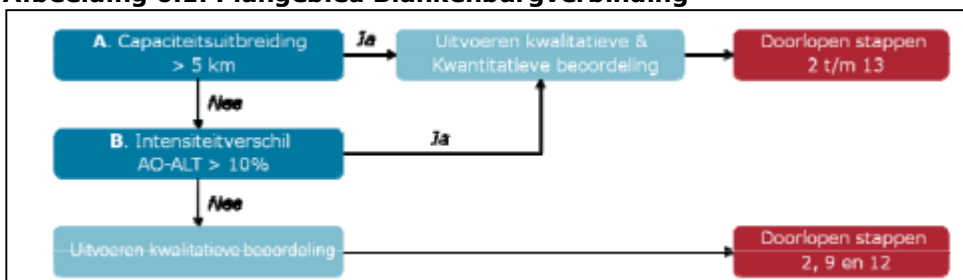 Afbeelding 6.1: Plangebied Blankenburgverbinding
A. Capaciteitsuitbreiding
> 5 km
Ja
Uitvoeren kwalitatieve &
Kwantitatieve beoordeling
Doorlopen stappen
2 t/m 13
Nee
B. Intensiteitverschil
AO-ALT > 10%
Ja
Nee
Uitvoeren kwalitatieve beoordeling
Doorlopen stappen
2, 9 en 12